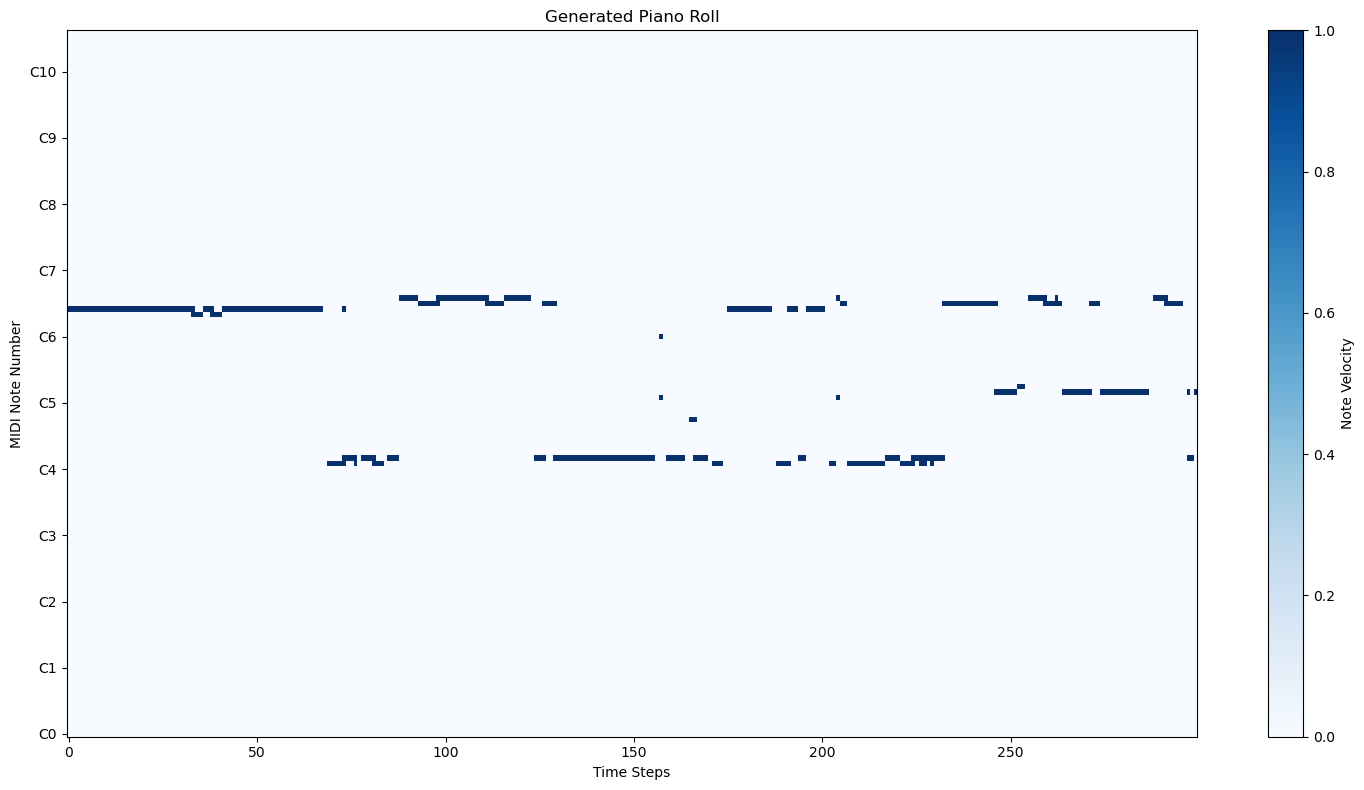 Generated Piano Roll
MIDI Note Number
C10
C9
C8
C7
C6
C5
C4
C3
C2
C1
C0
0
50
100
150
200
250
Time Steps
1.0
0.8
0.6
0.4
0.2
0.0
Note Velocity